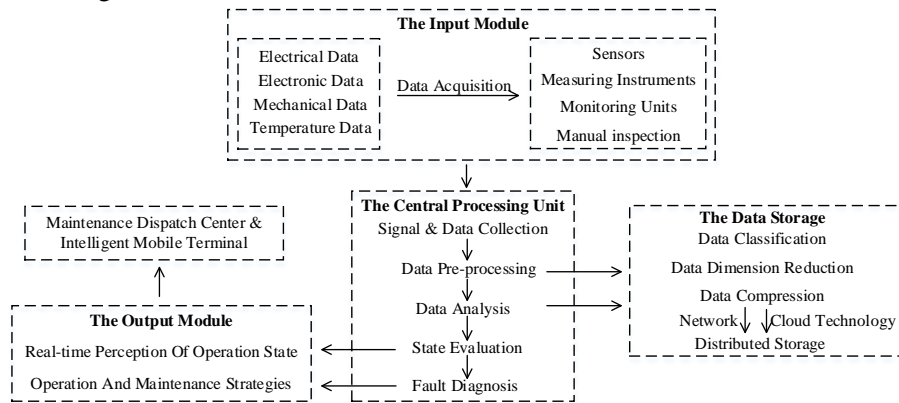 The Input Module
Electrical Data
Electronic Data
Mechanical Data
Temperature Data
Data Acquisition
Sensors
Measuring Instruments
Monitoring Units
Manual inspection
Maintenance Dispatch Center &
Intelligent Mobile Terminal
The Central Processing Unit
Signal & Data Collection
Data Pre-processing
Data Analysis
State Evaluation
Fault Diagnosis
The Data Storage
Data Classification
Data Dimension Reduction
Data Compression
Network
Cloud Technology
Distributed Storage
The Output Module
Real-time Perception Of Operation State
Operation And Maintenance Strategies